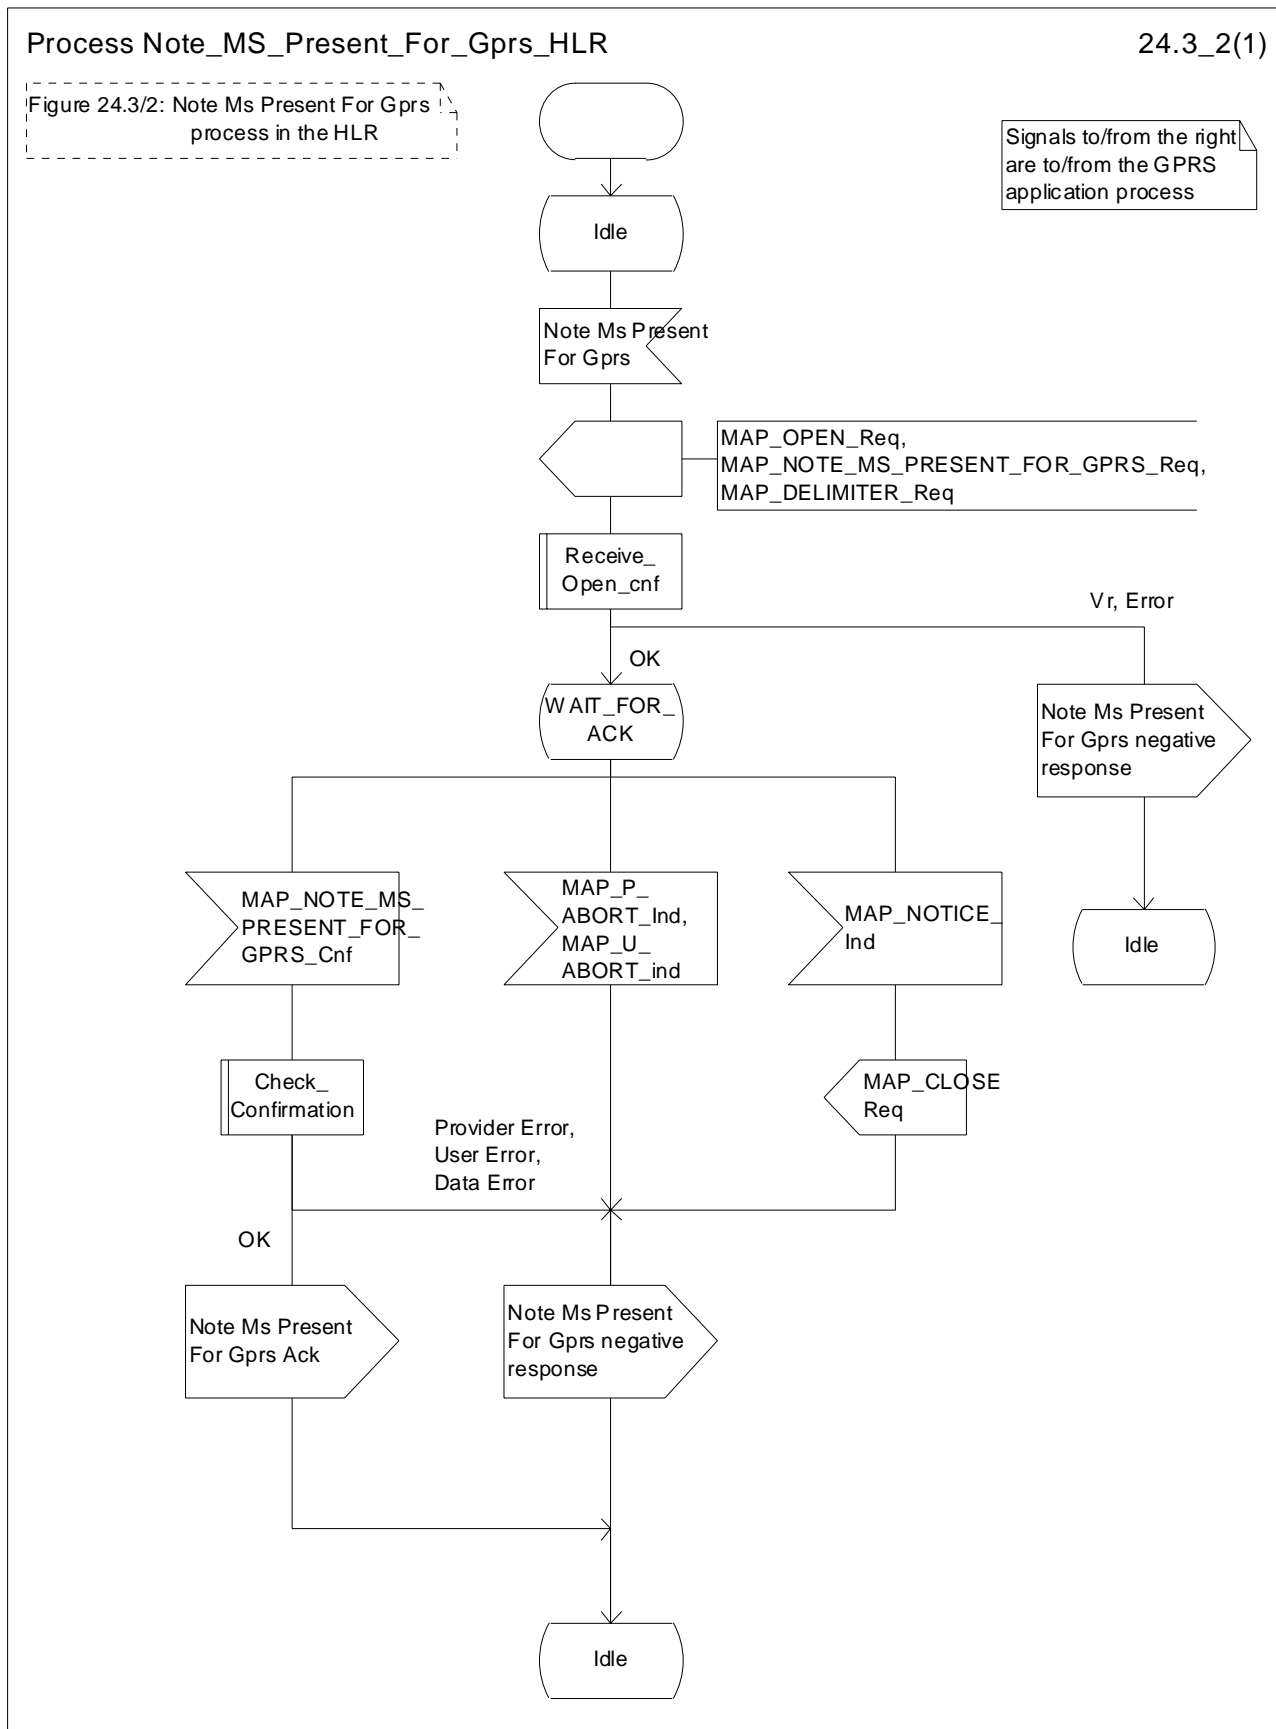 Process Note_MS_Present_For_Gprs_HLR
24.3_2(1)
Figure 24.3/2: Note Ms Present For Gprs
process in the HLR
Signals to/from the right
are to/from the GPRS
application process
Idle
Note Ms Present
For Gprs
MAP_OPEN_Req,
MAP_NOTE_MS_PRESENT_FOR_GPRS_Req,
MAP_DELIMITER_Req
Receive_
Open_cnf
Vr, Error
OK
WAIT_FOR_
ACK
Note Ms Present
For Gprs negative
response
MAP_NOTE_MS_
PRESENT_FOR_
GPRS_Cnf
MAP_P_
ABORT_Ind,
MAP_U_
ABORT_ind
MAP_NOTICE_
Ind
Idle
Check_
Confirmation
MAP_CLOSE
Req
Provider Error,
User Error,
Data Error
OK
Note Ms Present
For Gprs Ack
Note Ms Present
For Gprs negative
response
Idle